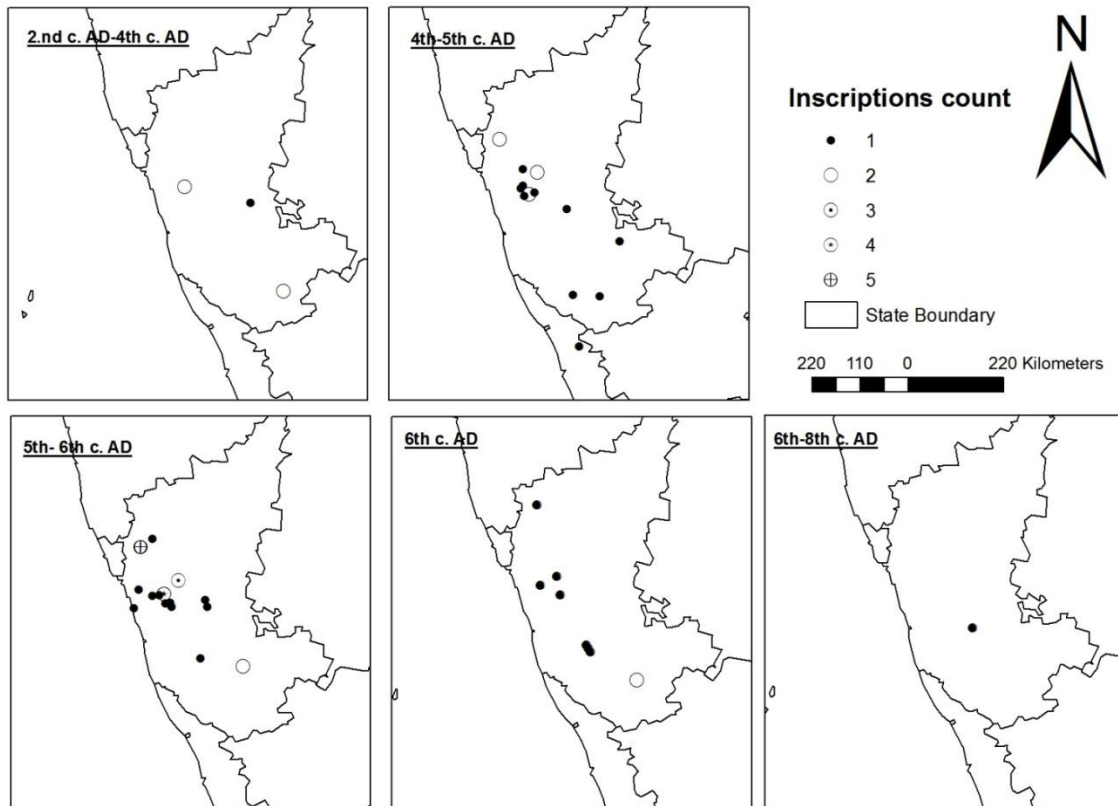 2.nd c. AD-4th c. AD
4th-5th c. AD
N
Inscriptions count
1
2
3
4
5
State Boundary
220 110 0 220 Kilometers
5th- 6th c. AD
6th c. AD
6th-8th c. AD